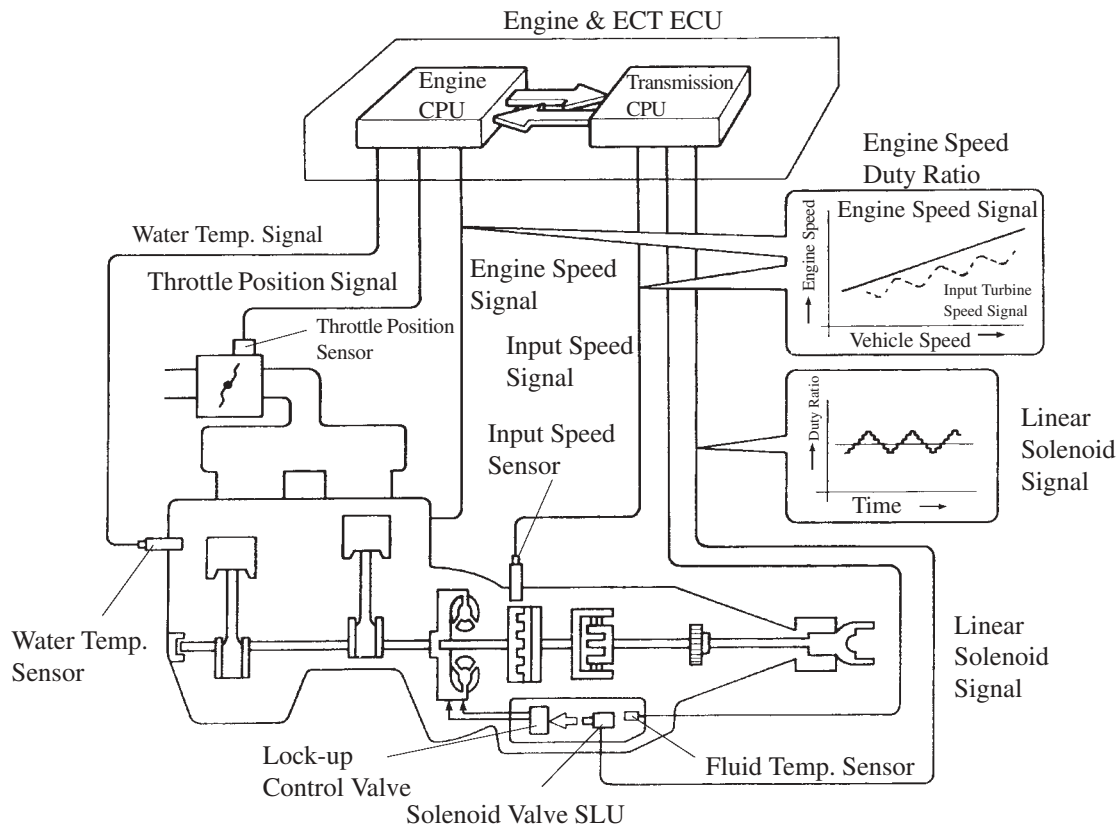 Engine & ECT ECU
Engine
CPU
Transmission
CPU
Engine Speed
Duty Ratio
Engine Speed Signal
Engine Speed
Input Turbine
Speed Signal
Vehicle Speed
Water Temp. Signal
Throttle Position Signal
Throttle Position
Sensor
Engine Speed
Signal
Input Speed
Signal
Input Speed
Sensor
Duty Ratio
Time
Linear
Solenoid
Signal
Water Temp.
Sensor
Linear
Solenoid
Signal
Lock-up
Control Valve
Solenoid Valve SLU
Fluid Temp. Sensor